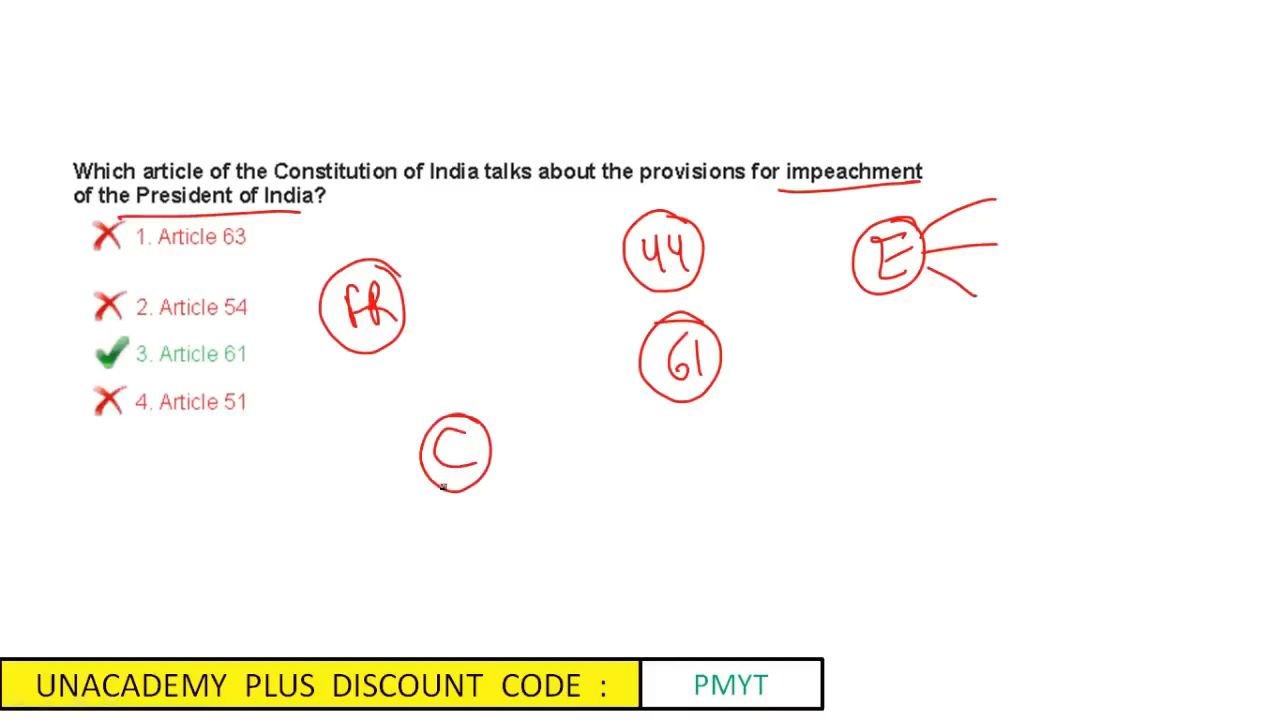 Which article of the Constitution of India talks about the provisions for impeachment
of the President of India?
1. Article 63
2. Article 54
3. Article 61
4. Article 51
FR
44
61
E
C
UNACADEMY PLUS DISCOUNT CODE : PMYT